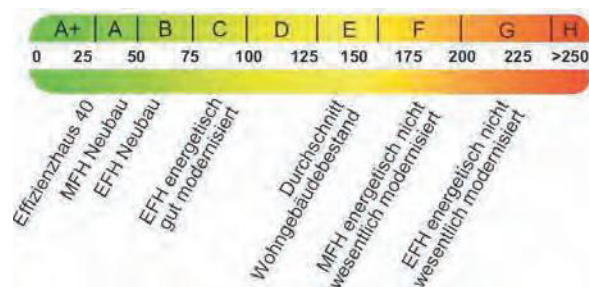 A+ A B C D E F G H
0 25 50 75 100 125 150 175 200 225 >250
Effizienzhaus 40
MFH Neubau
EFH Neubau
EFH energetisch
gut modernisiert
Durchschnitt
Wohngebäudebestand
MFH energetisch nicht
wesentlich modernisiert
EFH energetisch nicht
wesentlich modernisiert